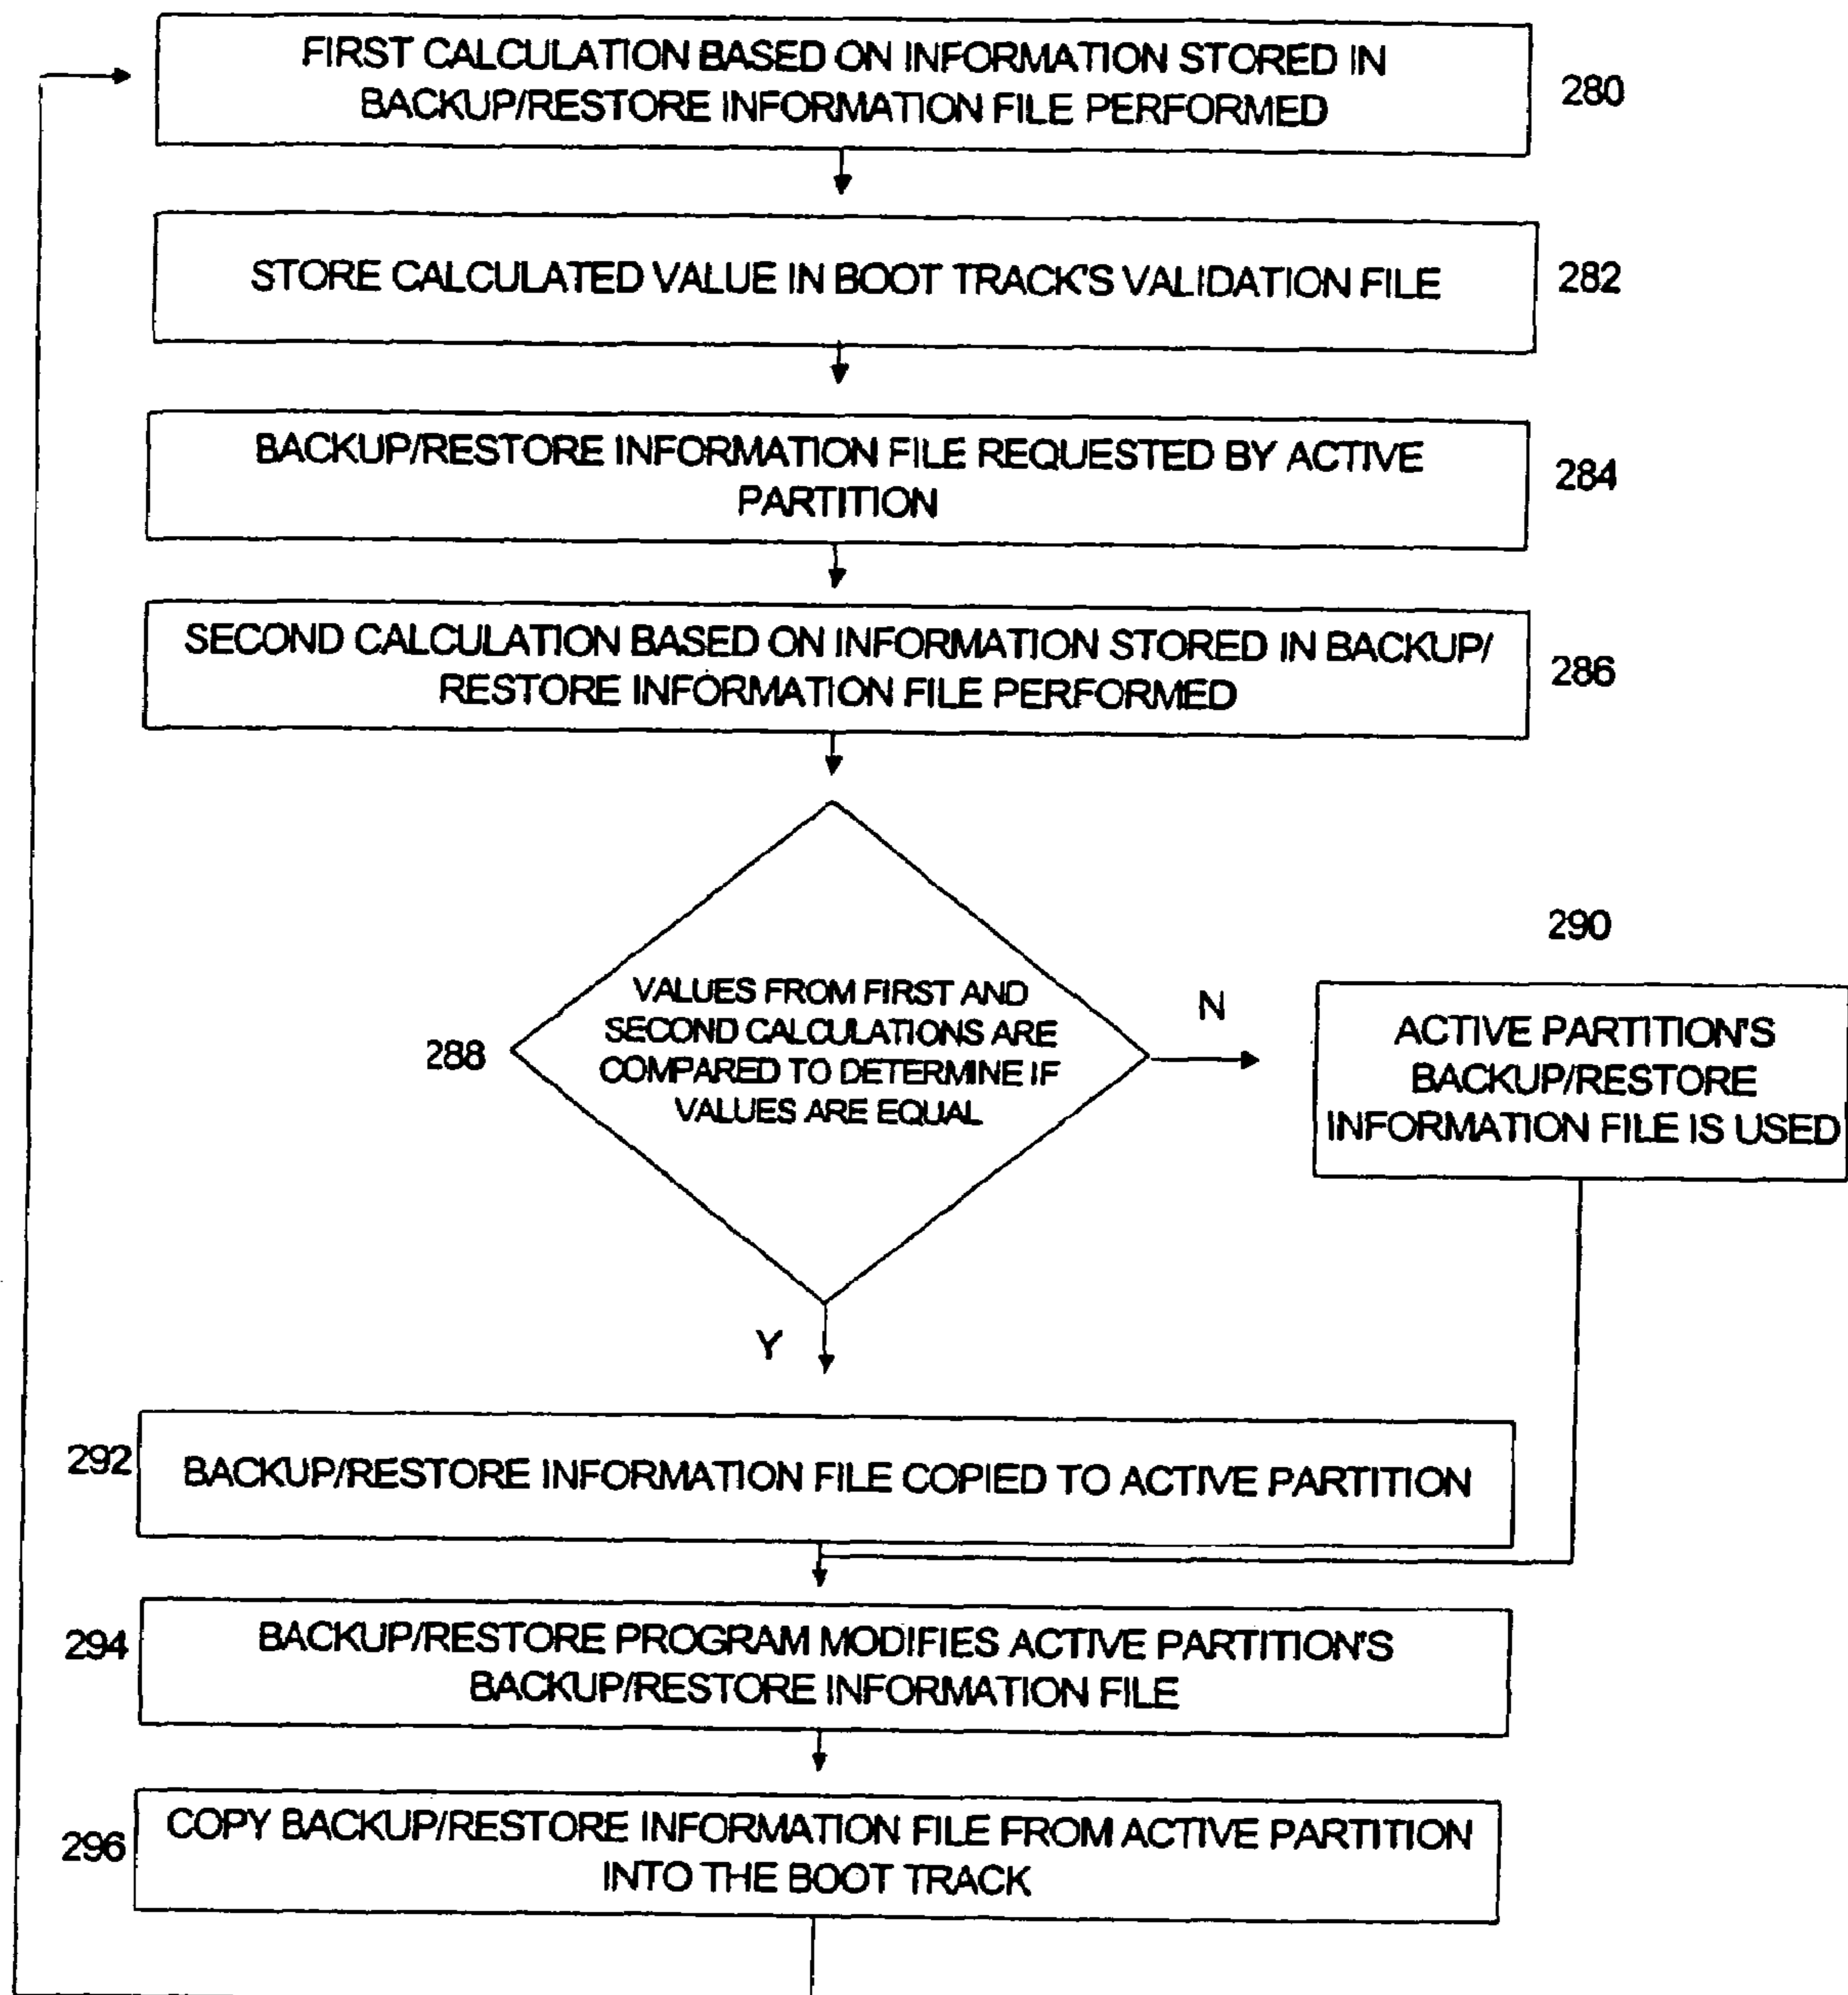 FIRST CALCULATION BASED ON INFORMATION STORED IN
BACKUP/RESTORE INFORMATION FILE PERFORMED
280
STORE CALCULATED VALUE IN BOOT TRACK'S VALIDATION FILE
282
BACKUP/RESTORE INFORMATION FILE REQUESTED BY ACTIVE
PARTITION
284
SECOND CALCULATION BASED ON INFORMATION STORED IN BACKUP/
RESTORE INFORMATION FILE PERFORMED
286
288
VALUES FROM FIRST AND
SECOND CALCULATIONS ARE
COMPARED TO DETERMINE IF
VALUES ARE EQUAL
N
290
ACTIVE PARTITION'S
BACKUP/RESTORE
INFORMATION FILE IS USED
Y
292
BACKUP/RESTORE INFORMATION FILE COPIED TO ACTIVE PARTITION
294
BACKUP/RESTORE PROGRAM MODIFIES ACTIVE PARTITION'S
BACKUP/RESTORE INFORMATION FILE
296
COPY BACKUP/RESTORE INFORMATION FILE FROM ACTIVE PARTITION
INTO THE BOOT TRACK